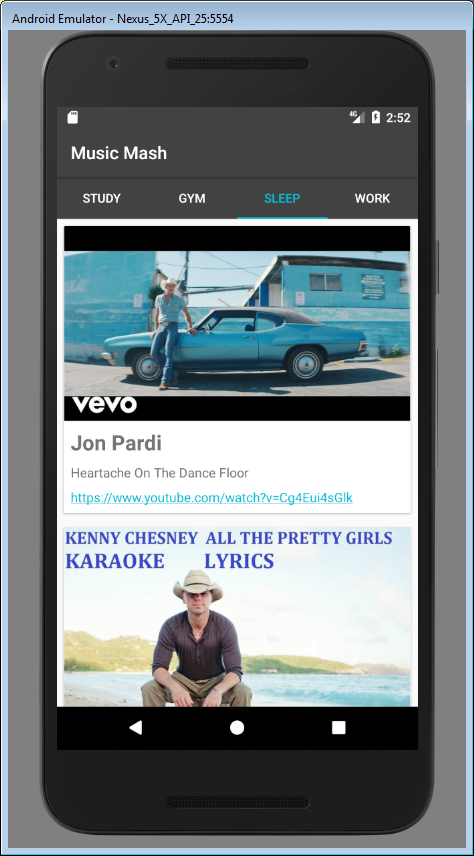 Android Emulator - Nexus_5X_API_25:5554
4G 2:52
Music Mash
STUDY GYM SLEEP WORK
vevo
Jon Pardi
Heartache On The Dance Floor
https://www.youtube.com/watch?v=Cg4Eui4sGlk
KENNY CHESNEY ALL THE PRETTY GIRLS
KARAOKE LYRICS